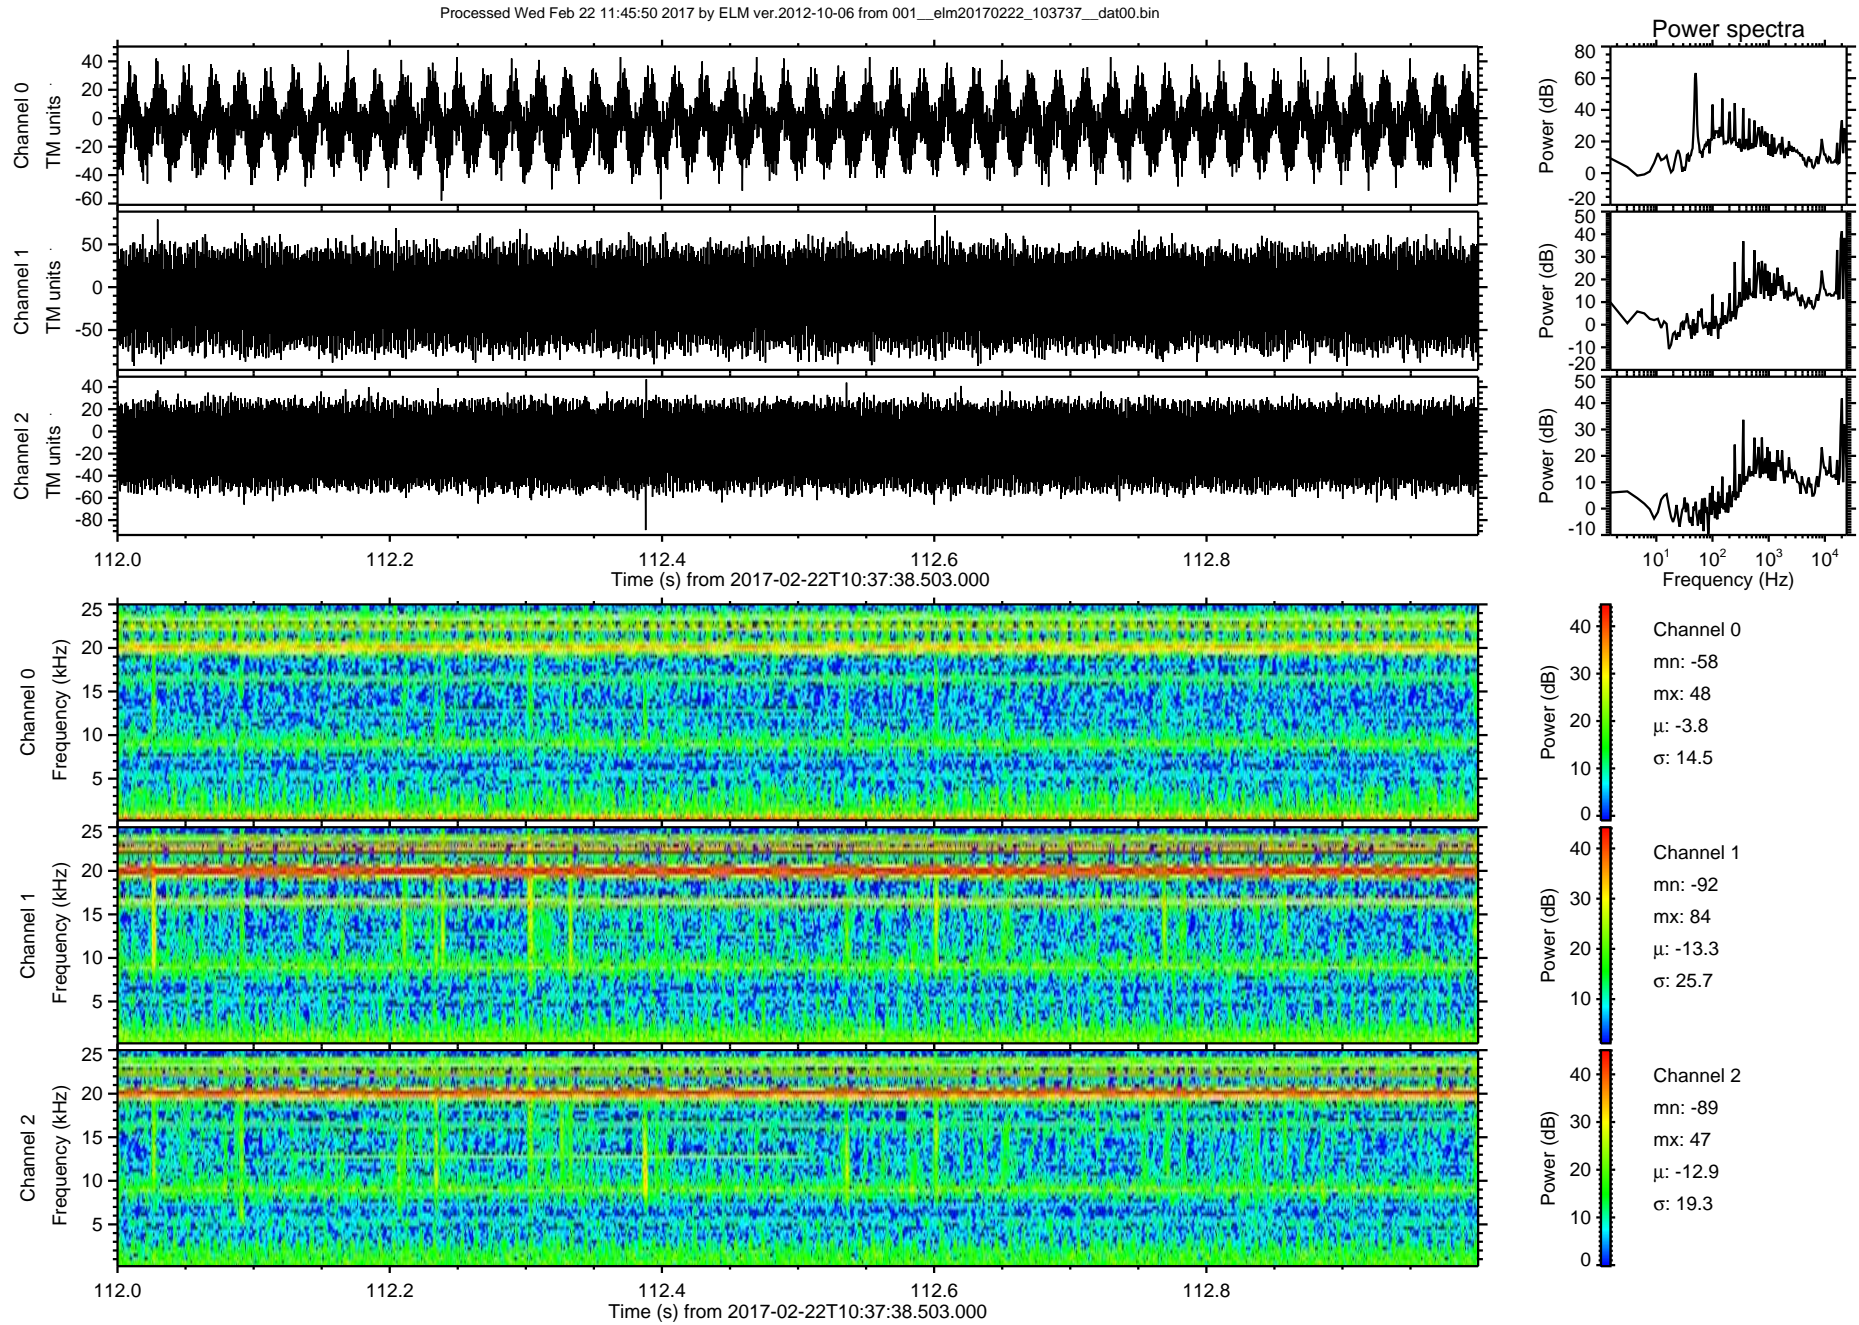 Processed Wed Feb 22 11:45:50 2017 by ELM ver.2012-10-06 from 001__elm20170222_103737__dat00.bin
Power spectra
Channel 0
TM units
40
20
0
-20
-40
-60
Power (dB)
80
60
40
20
0
-20
Channel 1
TM units
50
0
-50
Power (dB)
50
40
30
20
10
0
-10
-20
Channel 2
TM units
40
20
0
-20
-40
-60
-80
Power (dB)
50
40
30
20
10
0
-10
112.0 112.2 112.4 112.6 112.8
Time (s) from 2017-02-22T10:37:38.503.000
10^1 10^2 10^3 10^4
Frequency (Hz)
Channel 0
Frequency (kHz)
25
20
15
10
5
Power (dB)
40
30
20
10
0
Channel 0
mn: -58
mx: 48
μ: -3.8
σ: 14.5
Channel 1
Frequency (kHz)
25
20
15
10
5
Power (dB)
40
30
20
10
Channel 1
mn: -92
mx: 84
μ: -13.3
σ: 25.7
Channel 2
Frequency (kHz)
25
20
15
10
5
Power (dB)
40
30
20
10
0
Channel 2
mn: -89
mx: 47
μ: -12.9
σ: 19.3
112.0 112.2 112.4 112.6 112.8
Time (s) from 2017-02-22T10:37:38.503.000